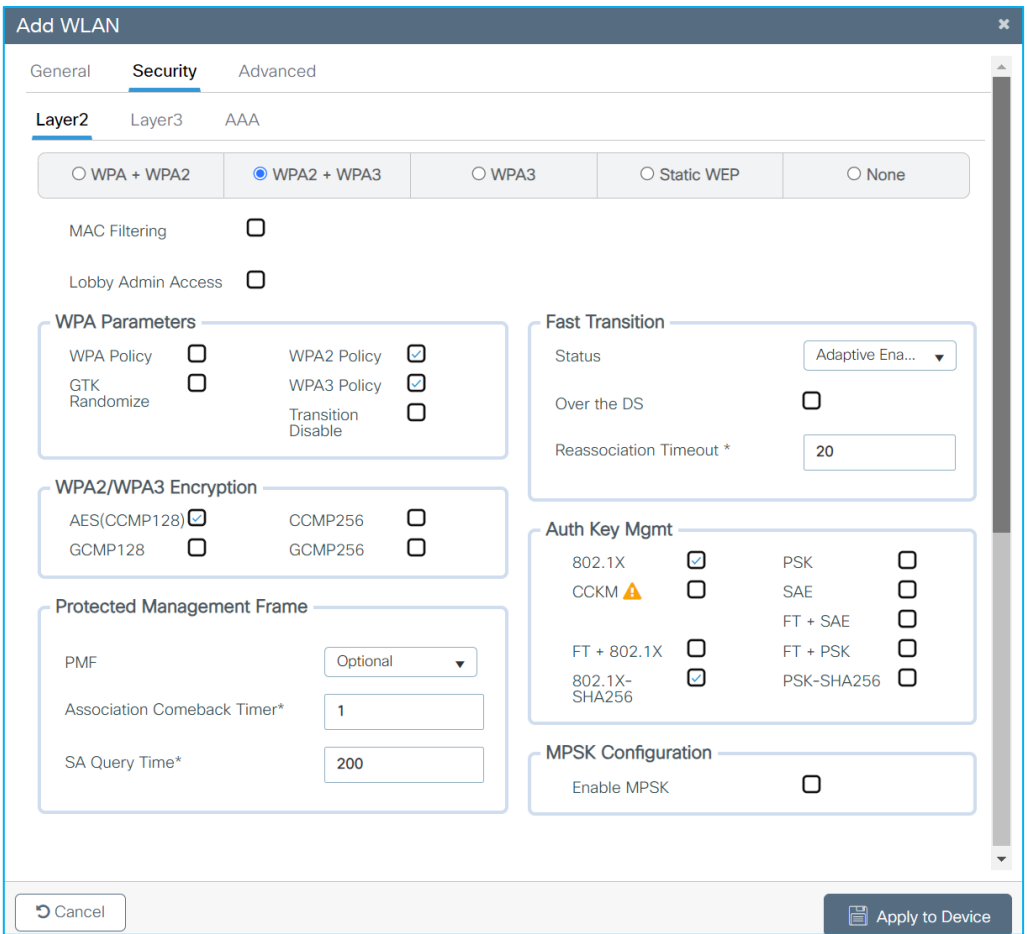 Add WLAN
General Security Advanced
Layer2 Layer3 AAA
WPA + WPA2 WPA2 + WPA3 WPA3 Static WEP None
MAC Filtering
Lobby Admin Access
WPA Parameters
WPA Policy WPA2 Policy
GTK Randomize WPA3 Policy
Transition Disable
Fast Transition
Status Adaptive Ena...
Over the DS
Reassociation Timeout * 20
WPA2/WPA3 Encryption
AES(CCMP128) CCMP256
GCMP128 GCMP256
Auth Key Mgmt
802.1X PSK
CCKM SAE
FT + SAE
FT + 802.1X FT + PSK
802.1X-SHA256 PSK-SHA256
Protected Management Frame
PMF Optional
Association Comeback Timer* 1
SA Query Time* 200
MPSK Configuration
Enable MPSK
Cancel Apply to Device